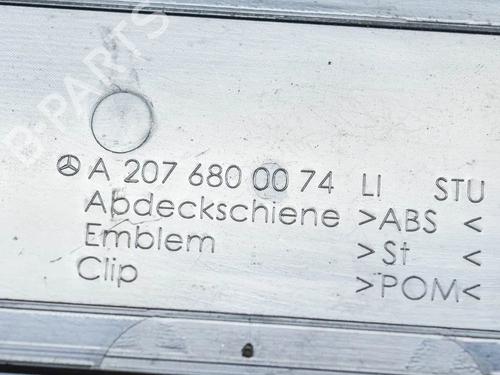 B-PARTS
A 207 680 00 74 LI STU
Abdeckschiene >ABS <
Emblem >St <
Clip >POM<